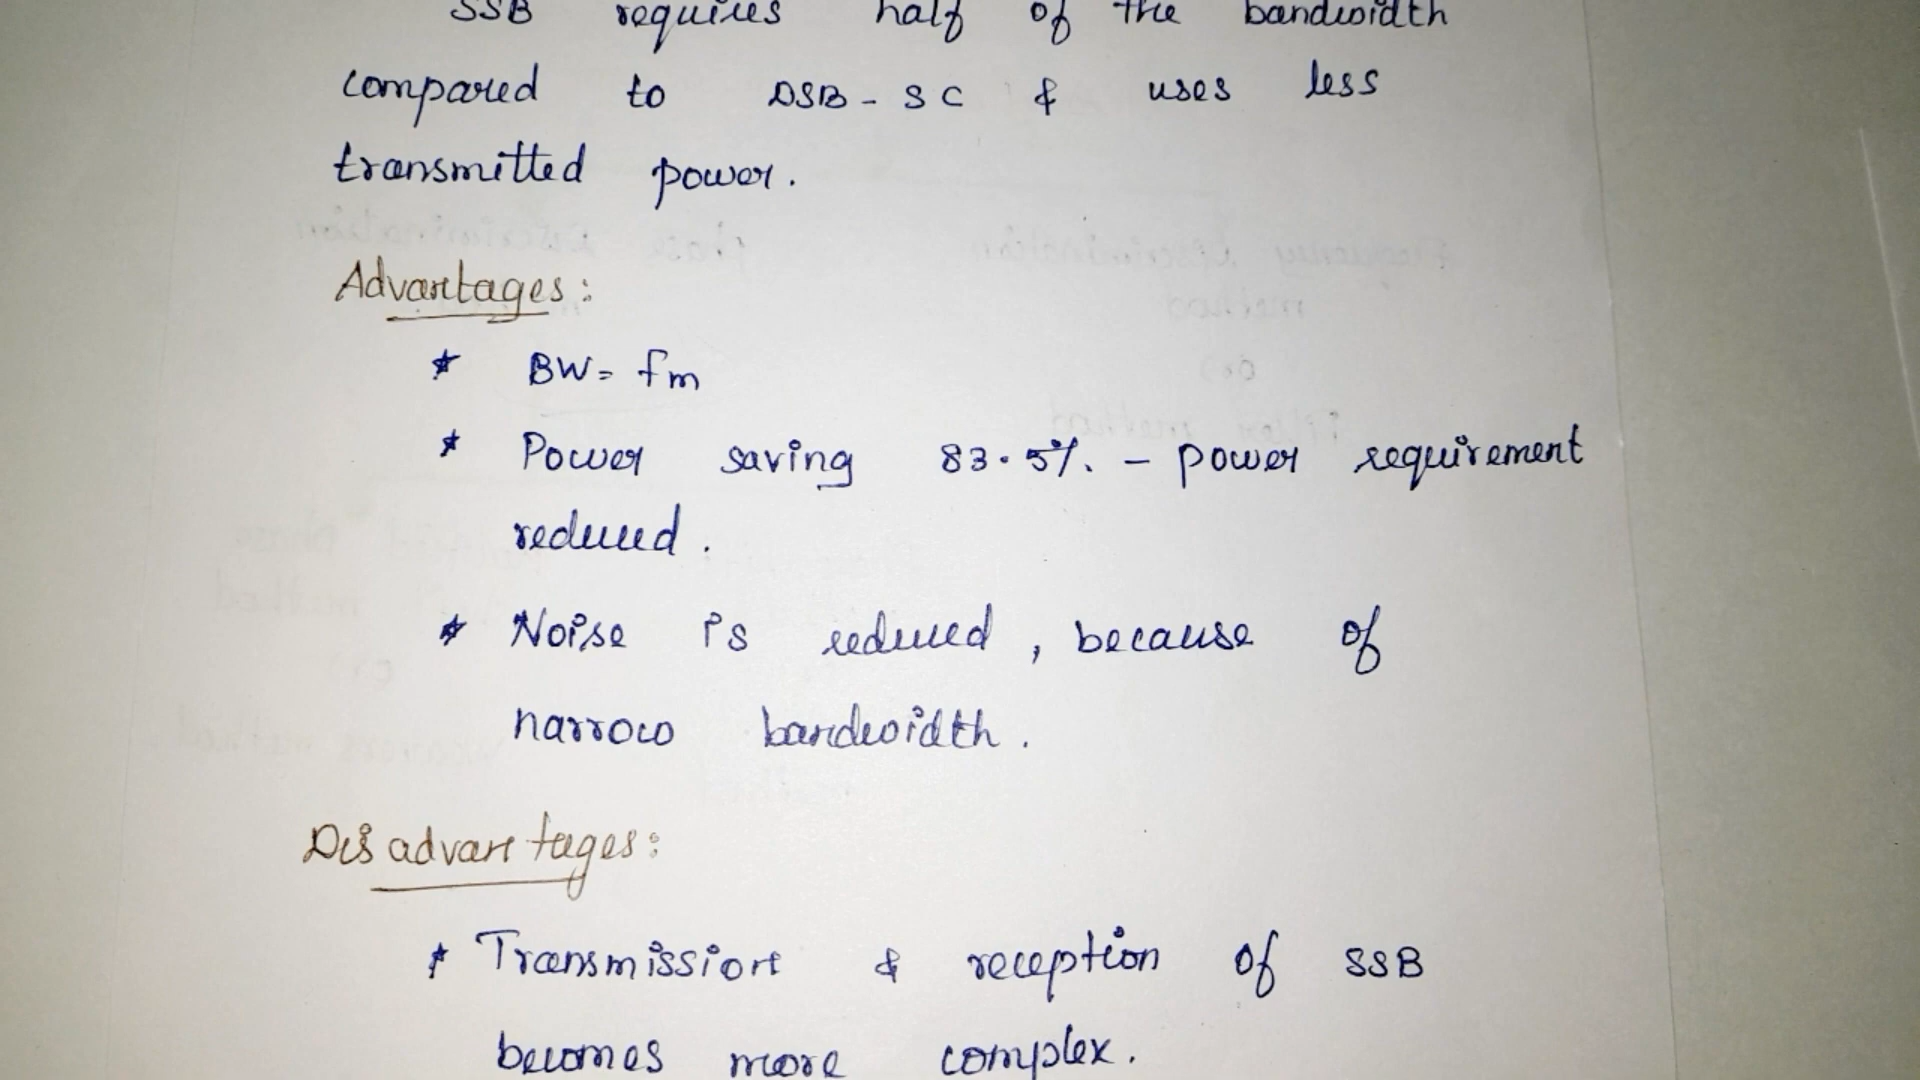 SSB requires half of the bandwidth
compared to DSB-SC & uses less
transmitted power.
Advantages:
* BW= fm
* Power saving 83.5%. - power requirement
reduced.
* Noise is reduced, because of
narrow bandwidth.
Disadvantages:
* Transmission & reception of SSB
becomes more complex.